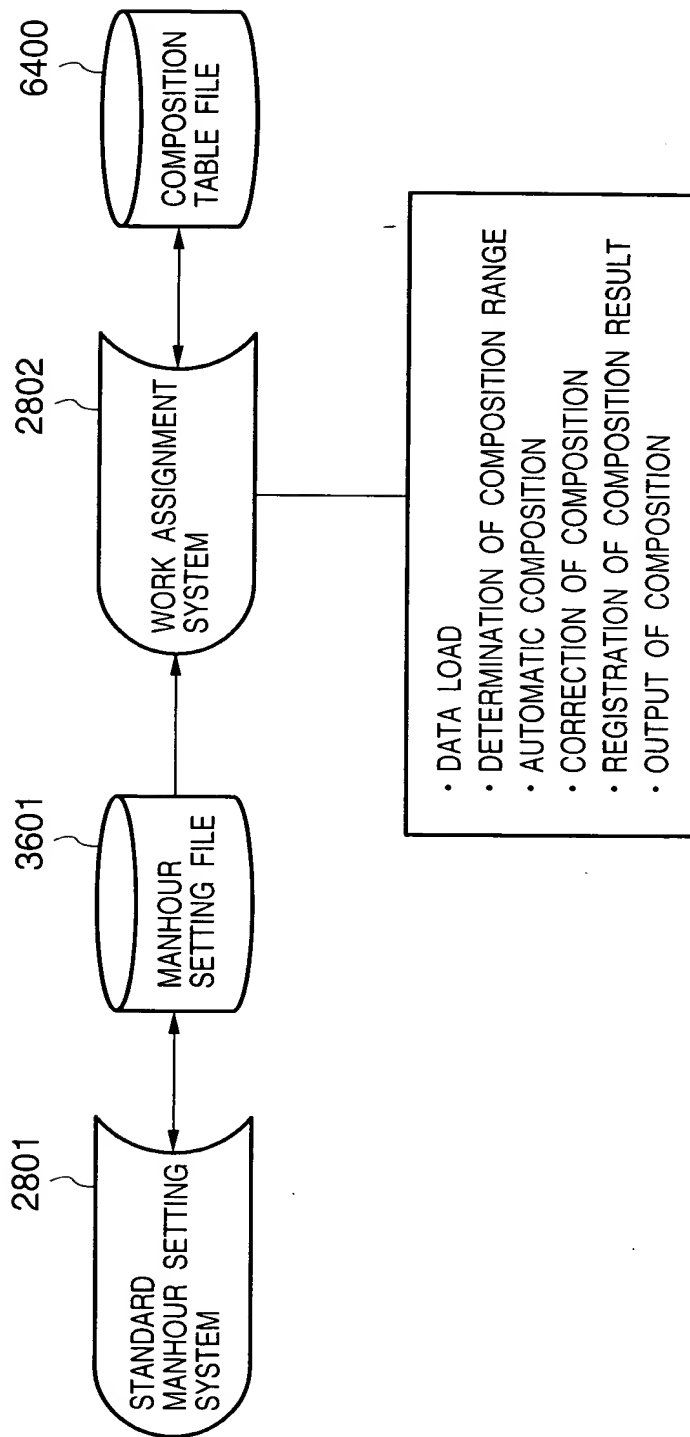 2801
STANDARD
MANHOUR SETTING
SYSTEM
3601
MANHOUR
SETTING FILE
2802
WORK ASSIGNMENT
SYSTEM
6400
COMPOSITION
TABLE FILE
· DATA LOAD
· DETERMINATION OF COMPOSITION RANGE
· AUTOMATIC COMPOSITION
· CORRECTION OF COMPOSITION
· REGISTRATION OF COMPOSITION RESULT
· OUTPUT OF COMPOSITION